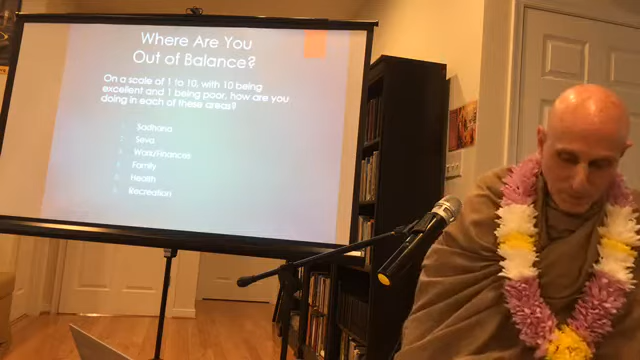 Where Are You
Out of Balance?
On a scale of 1 to 10, with 10 being
excellent and 1 being poor, how are you
doing in each of these areas?
Sadhana
Seva
Work/Finances
Family
Health
Recreation